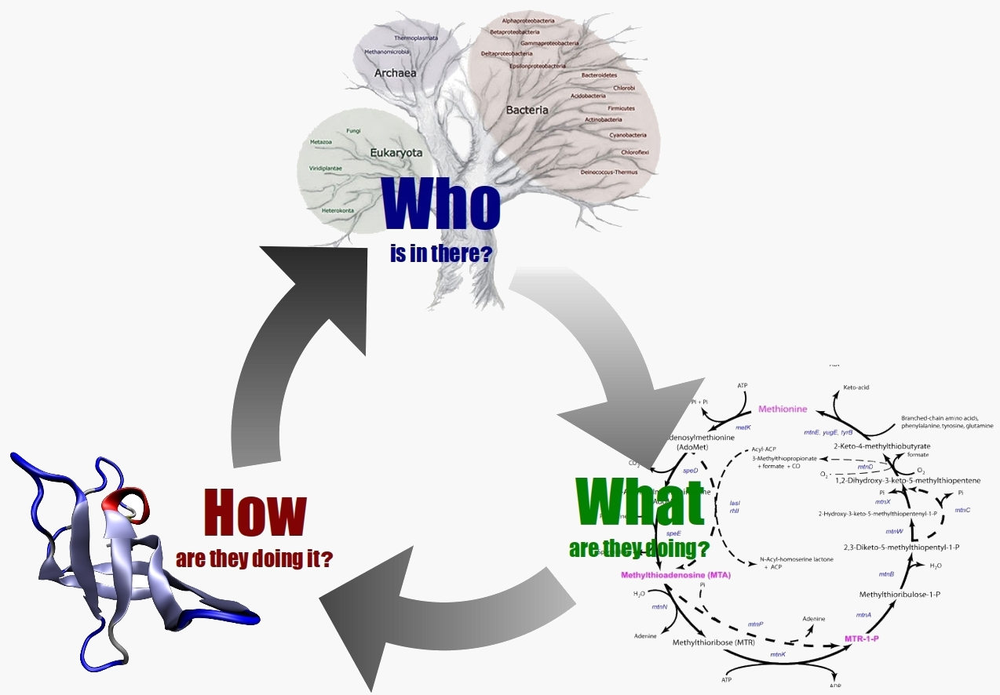 Alphaproteobacteria
Betaproteobacteria
Gammaproteobacteria
Deltaproteobacteria
Epsilonproteobacteria
Bacteroidetes
Chlorobi
Acidobacteria
Firmicutes
Actinobacteria
Cyanobacteria
Chloroflexi
Deinococcus-Thermus
Bacteria
Thermoplasmata
Methanomicrobia
Archaea
Fungi
Metazoa
Eukaryota
Viridiplantae
Heterokonta
Who
is in there?
What
are they doing?
How
are they doing it?
ATP
Keto-acid
Pi + Pi
Methionine
metK
mtnE, yugE, tyrB
Branched-chain amino acids,
phenylalanine, tyrosine, glutamine
denosylmethionine
(AdoMet)
2-Keto-4-methylthiobutyrate
Acyl-ACP
formate
3-Methylthiopropionate
+ formate + CO
CO2
speD
mtnD
O2
O2
1,2-Dihydroxy-3-keto-5-methylthiopentene
Pi
Pi
mtnX
lasI
rhlI
mtnC
2-Hydroxy-3-keto-5-methylthiopentenyl-1-P
speE
mtnW
2,3-Diketo-5-methylthiopentyl-1-P
N-Acyl-homoserine lactone
+ ACP
H2O
mtnB
Methylthioadenosine (MTA)
Pi
H2O
Methylthioribulose-1-P
mtnN
mtnA
mtnP
Adenine
Adenine
Methylthioribose (MTR)
MTR-1-P
mtnK
ATP
ADP